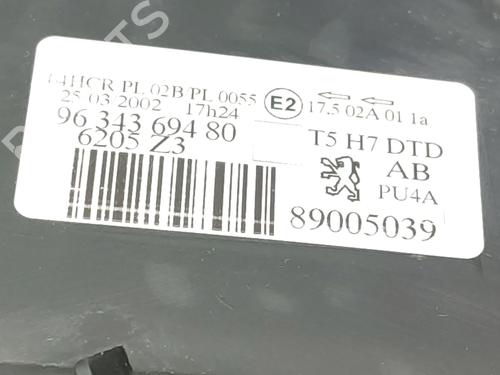 14HCR PL 02B/PL 0055
25 03 2002 17h24
E2
17.5 02A 01 1a
96 343 694 80
6205 Z3
T5 H7 DTD
AB
PU4A
89005039